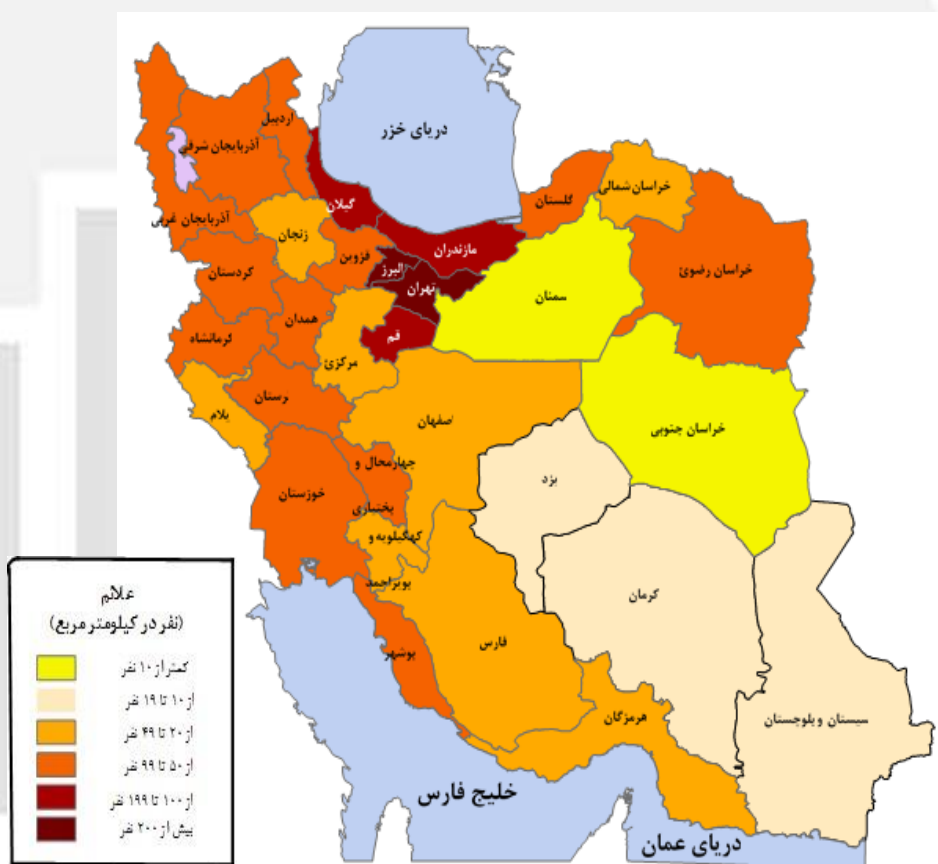 دریای خزر
اردبیل
آذربایجان شرقی
خراسان شمالی
گلستان
گیلان
آذربایجان غربی
زنجان
مازندران
قزوین
خراسان رضوی
البرز
کردستان
تهران
سمنان
همدان
قم
کرمانشاه
مرکزی
لرستان
یلام
صفهان
خراسان جنوبی
چهارمحال و
بختیاری
یزد
خوزستان
کهگیلویه و
بویراحمد
کرمان
فارس
بوشهر
هرمزگان
سیستان و بلوچستان
خلیج فارس
دریای عمان
علائم
(نفر در کیلومتر مربع)
کمتر از ۱۰ نفر
از ۱۰ تا ۱۹ نفر
از ۲۰ تا ۴۹ نفر
از ۵۰ تا ۹۹ نفر
از ۱۰۰ تا ۱۹۹ نفر
بیش از ۲۰۰ نفر